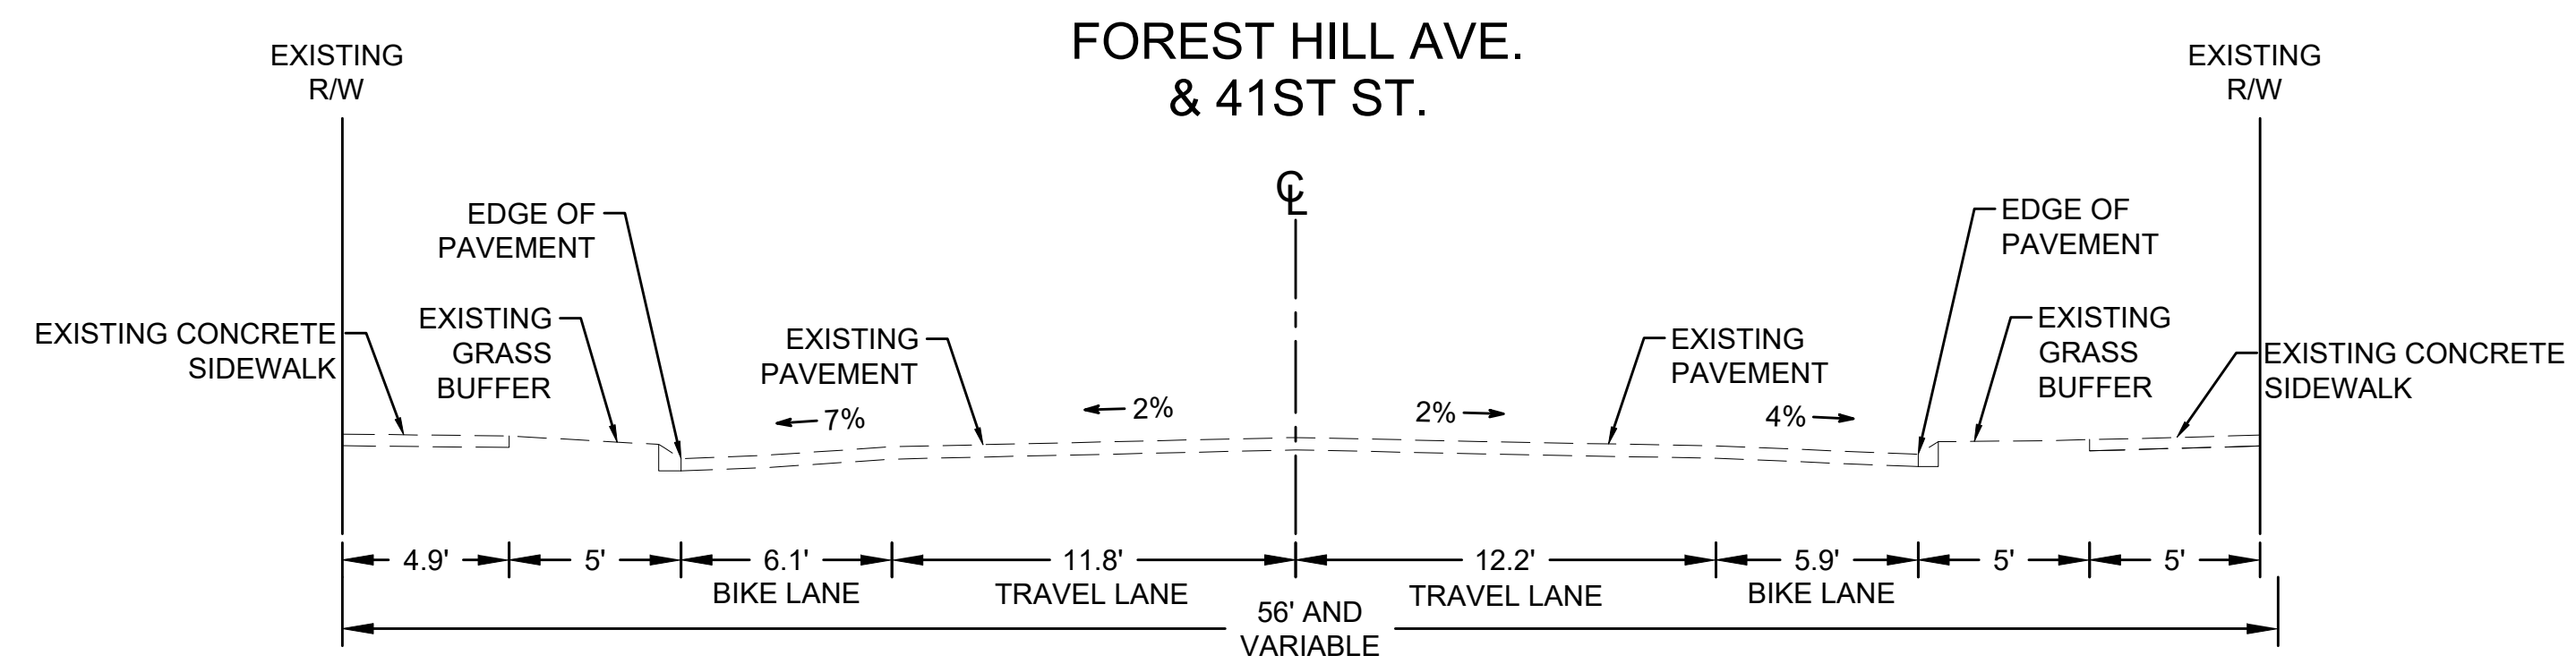 FOREST HILL AVE.
& 41ST ST.
EXISTING
R/W
EXISTING
R/W
℄
EDGE OF
PAVEMENT
EDGE OF
PAVEMENT
EXISTING CONCRETE
SIDEWALK
EXISTING
GRASS
BUFFER
EXISTING
PAVEMENT
EXISTING
PAVEMENT
EXISTING
GRASS
BUFFER
EXISTING CONCRETE
SIDEWALK
7%
2%
2%
4%
4.9'
5'
6.1'
BIKE LANE
11.8'
TRAVEL LANE
12.2'
TRAVEL LANE
5.9'
BIKE LANE
5'
5'
56' AND
VARIABLE